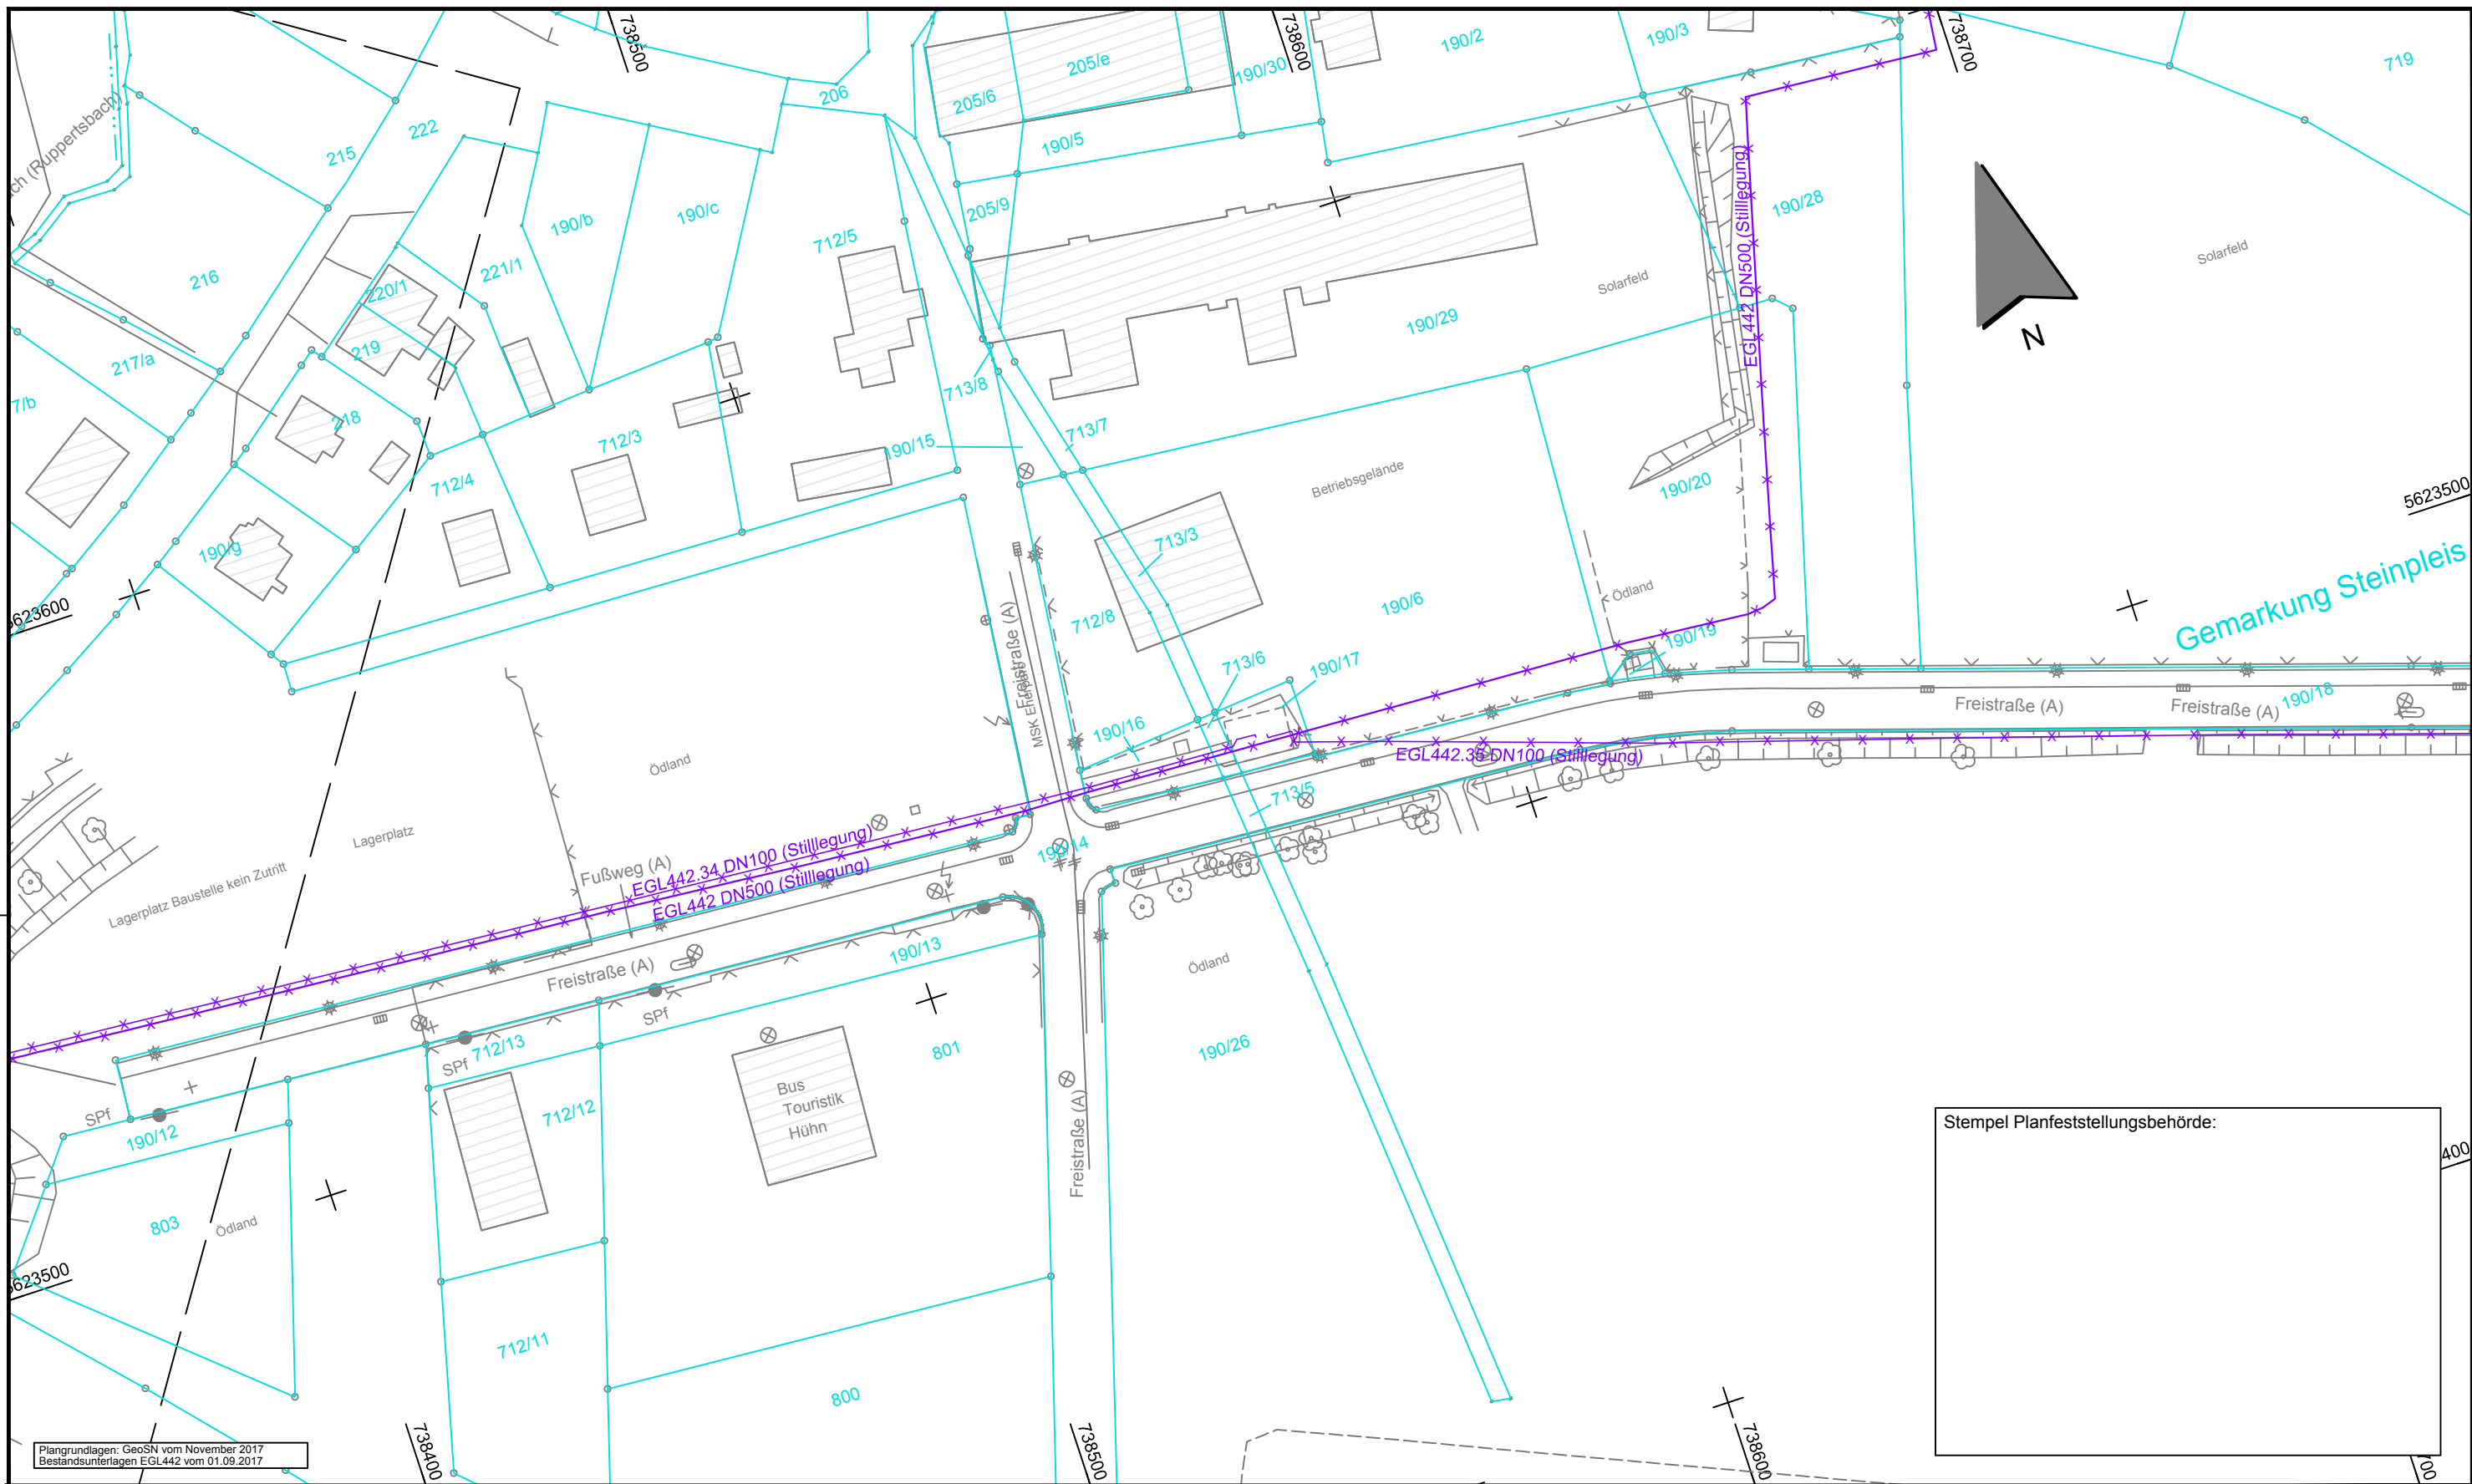 738500
738600
738700
719
190/2
190/3
205/e
190/30
206
205/6
222
215
190/5
ch (Ruppertsbach)
EGL442 DN500 (Stilllegung)
190/28
205/9
190/b
190/c
712/5
221/1
216
Solarfeld
Solarfeld
220/1
190/29
N
219
217/a
713/8
7/b
218
713/7
712/3
190/15
712/4
Betriebsgelände
190/20
5623500
713/3
190/g
Gemarkung Steinpleis
5623600
Ödland
190/6
712/8
190/19
Freistraße (A)
713/6
190/17
190/18
Freistraße (A)
Freistraße (A)
190/16
Ödland
EGL442.35 DN100 (Stilllegung)
713/5
Lagerplatz
190/14
EGL442.34 DN100 (Stilllegung)
Fußweg (A)
Lagerplatz Baustelle kein Zutritt
EGL442 DN500 (Stilllegung)
190/13
Ödland
Freistraße (A)
SPf
712/13
801
190/26
SPf
Bus
Touristik
Hühn
712/12
SPf
190/12
Freistraße (A)
Stempel Planfeststellungsbehörde:
400
803
Ödland
5623500
712/11
800
738400
738500
738600
700
Plangrundlagen: GeoSN vom November 2017
Bestandsunterlagen EGL442 vom 01.09.2017